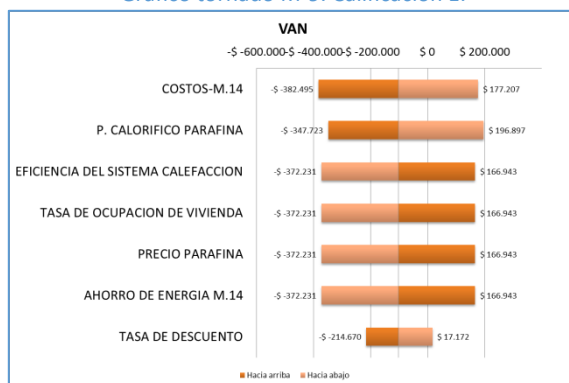 VAN
-$ -600.000 -$ -400.000 -$ -200.000 $ 0 $ 200.000
COSTOS-M.14 -$ -382.495 $ 177.207
P. CALORIFICO PARAFINA -$ -347.723 $ 196.897
EFICIENCIA DEL SISTEMA CALEFACCION -$ -372.231 $ 166.943
TASA DE OCUPACION DE VIVIENDA -$ -372.231 $ 166.943
PRECIO PARAFINA -$ -372.231 $ 166.943
AHORRO DE ENERGIA M.14 -$ -372.231 $ 166.943
TASA DE DESCUENTO -$ -214.670 $ 17.172
Hacia arriba Hacia abajo